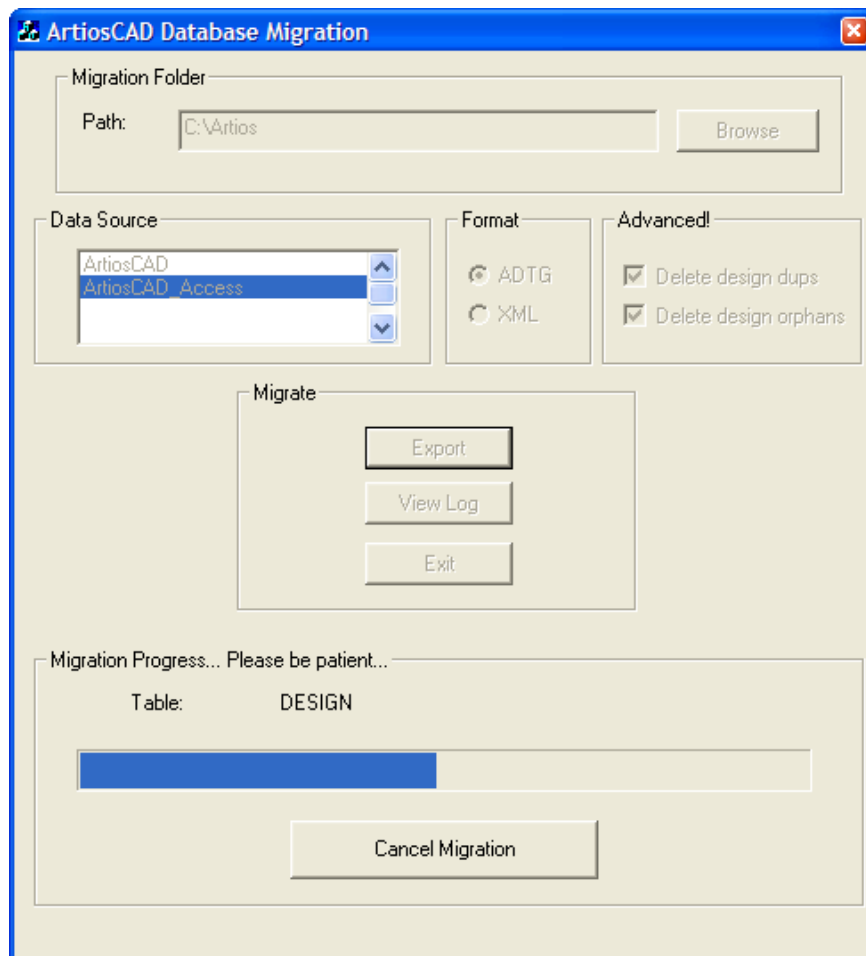 ArtiosCAD Database Migration
Migration Folder
Path:
C:\Artios
Browse
Data Source
ArtiosCAD
ArtiosCAD_Access
Format
ADTG
XML
Advanced!
Delete design dups
Delete design orphans
Migrate
Export
View Log
Exit
Migration Progress... Please be patient...
Table: DESIGN
Cancel Migration